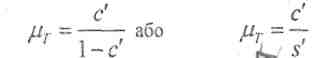 μ_T = c′ / (1 − c′) або μ_T = c′ / s′